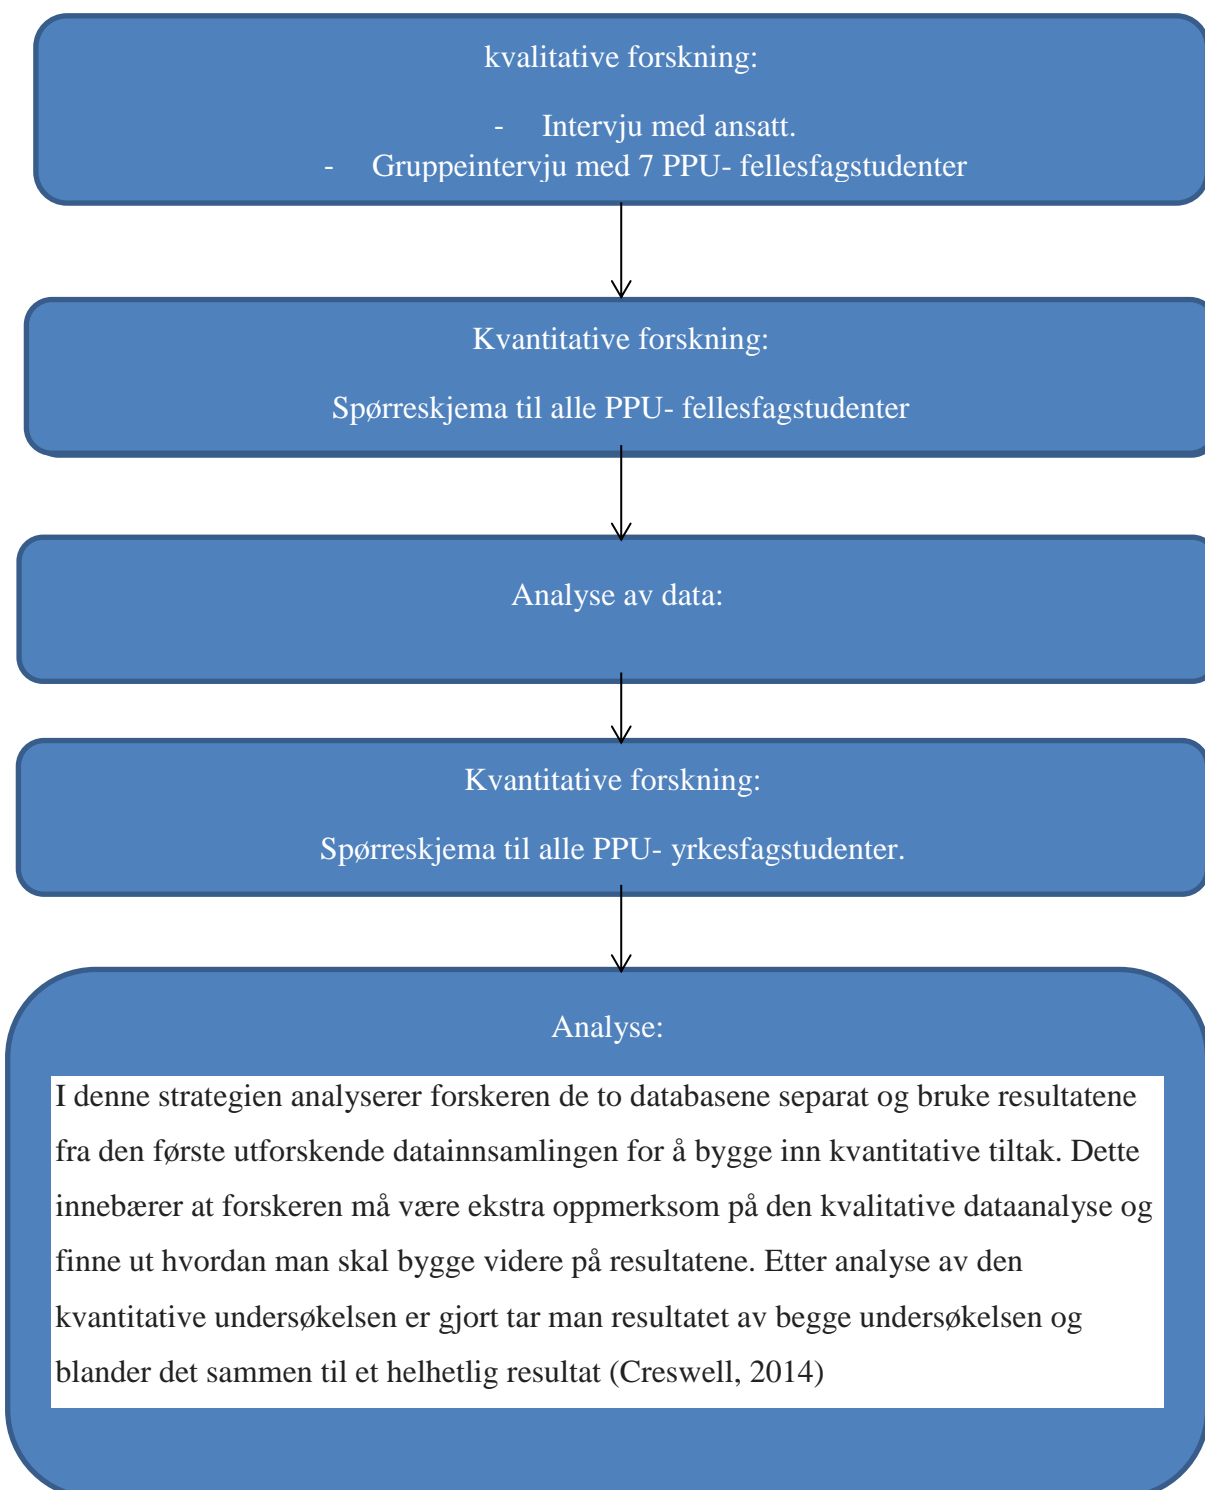 kvalitative forskning:
- Intervju med ansatt.
- Gruppeintervju med 7 PPU- fellesfagstudenter
Kvantitative forskning:
Spørreskjema til alle PPU- fellesfagstudenter
Analyse av data:
Kvantitative forskning:
Spørreskjema til alle PPU- yrkesfagstudenter.
Analyse:
I denne strategien analyserer forskeren de to databasene separat og bruke resultatene
fra den første utforskende datainnsamlingen for å bygge inn kvantitative tiltak. Dette
innebærer at forskeren må være ekstra oppmerksom på den kvalitative dataanalyse og
finne ut hvordan man skal bygge videre på resultatene. Etter analyse av den
kvantitative undersøkelsen er gjort tar man resultatet av begge undersøkelsen og
blander det sammen til et helhetlig resultat (Creswell, 2014)